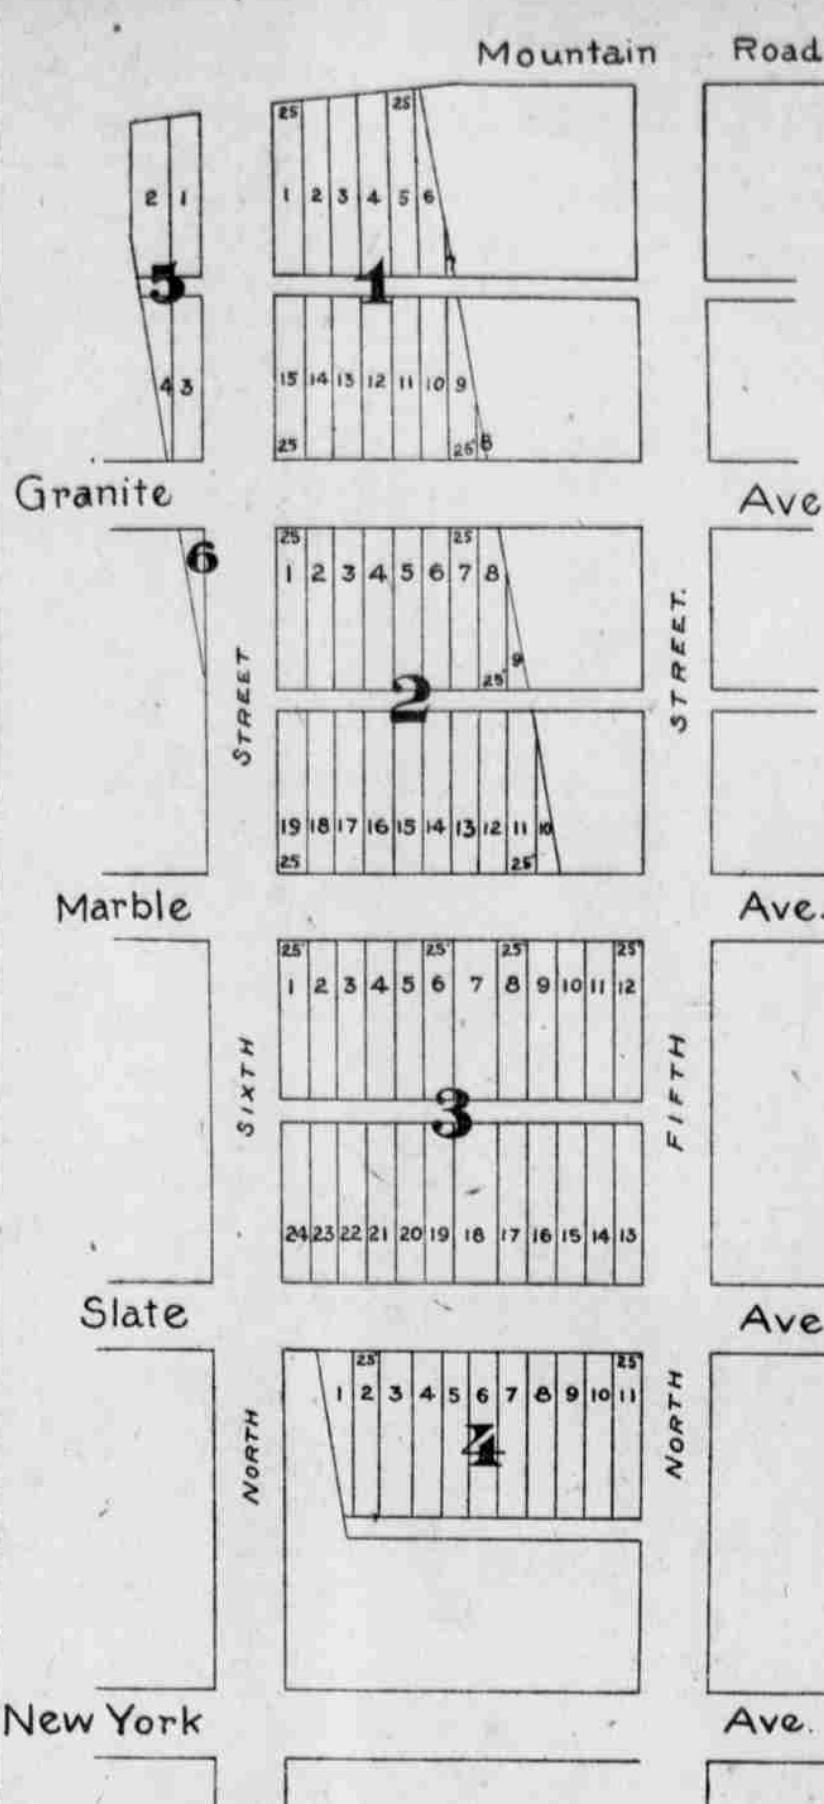 Mountain Road
25 25
2 1 1 2 3 4 5 6
7
5 1
4 3 15 14 13 12 11 10 9
25 25 8
Granite Ave
25 25
6
1 2 3 4 5 6 7 8
9
25
2
STREET STREET.
19 18 17 16 15 14 13 12 11 10
25 25
Marble Ave.
25 25 25 25
1 2 3 4 5 6 7 8 9 10 11 12
SIXTH FIFTH
3
24 23 22 21 20 19 18 17 16 15 14 13
Slate Ave
25 25
1 2 3 4 5 6 7 8 9 10 11
4
NORTH NORTH
New York Ave.